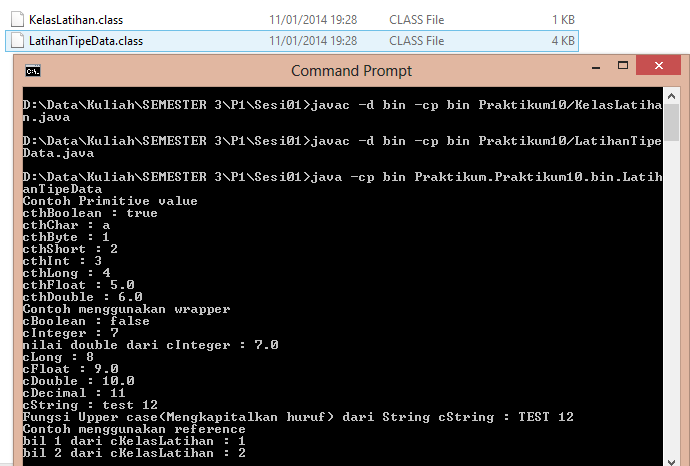 KelasLatihan.class 11/01/2014 19:28 CLASS File 1 KB
LatihanTipeData.class 11/01/2014 19:28 CLASS File 4 KB
C:\. Command Prompt
D:\Data\Kuliah\SEMESTER 3\P1\Sesi01>javac -d bin -cp bin Praktikum10/KelasLatiha
n.java
D:\Data\Kuliah\SEMESTER 3\P1\Sesi01>javac -d bin -cp bin Praktikum10/LatihanTipe
Data.java
D:\Data\Kuliah\SEMESTER 3\P1\Sesi01>java -cp bin Praktikum.Praktikum10.bin.Latih
anTipeData
Contoh Primitive value
cthBoolean : true
cthChar : a
cthByte : 1
cthShort : 2
cthInt : 3
cthLong : 4
cthFloat : 5.0
cthDouble : 6.0
Contoh menggunakan wrapper
cBoolean : false
cInteger : 7
nilai double dari cInteger : 7.0
cLong : 8
cFloat : 9.0
cDouble : 10.0
cDecimal : 11
cString : test 12
Fungsi Upper case(Mengkapitalkan huruf) dari String cString : TEST 12
Contoh menggunakan reference
bil 1 dari cKelasLatihan : 1
bil 2 dari cKelasLatihan : 2